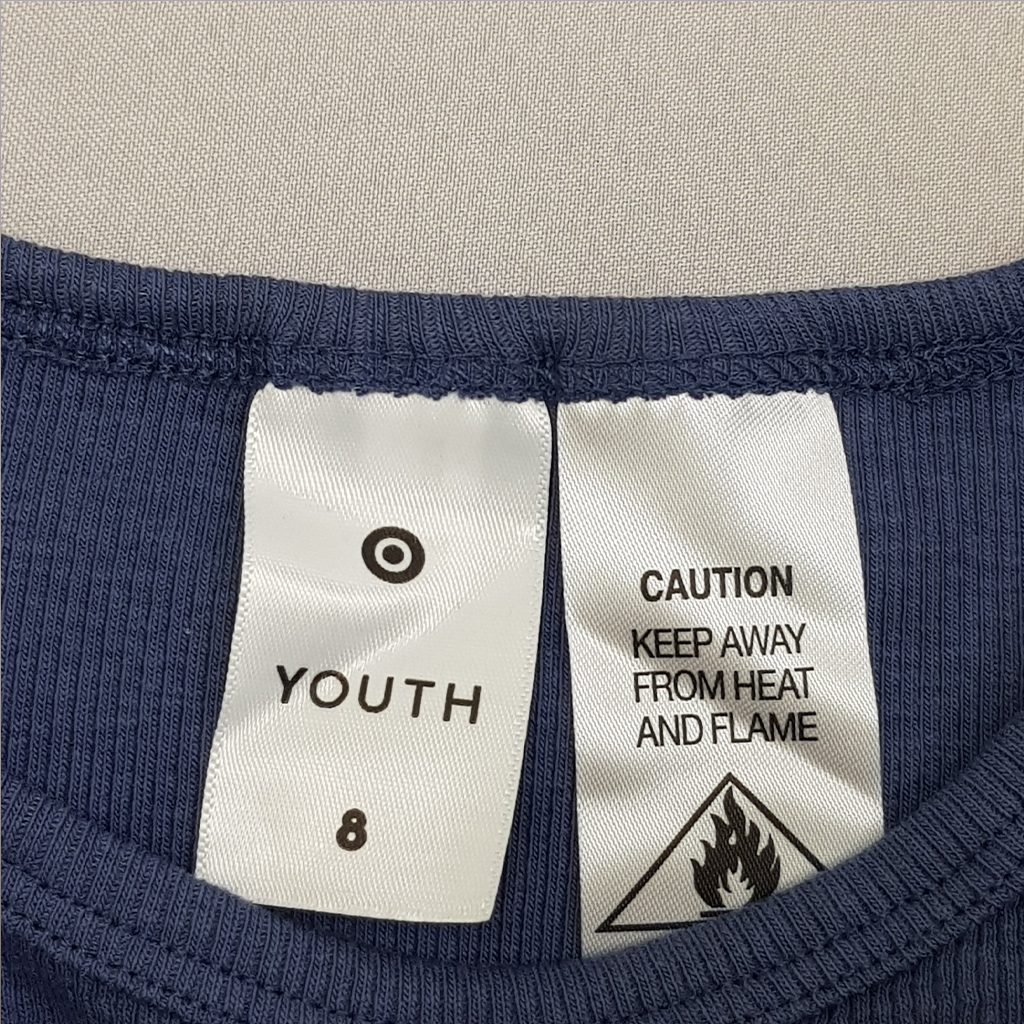 YOUTH
8
CAUTION
KEEP AWAY
FROM HEAT
AND FLAME